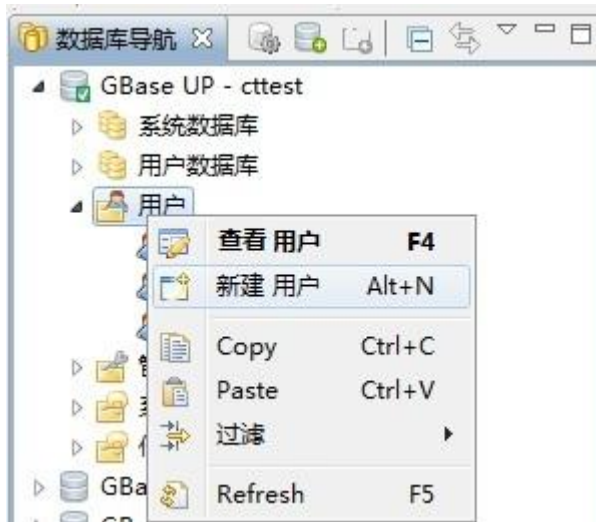 数据库导航
GBase UP - cttest
系统数据库
用户数据库
用户
查看 用户 F4
新建 用户 Alt+N
Copy Ctrl+C
Paste Ctrl+V
过滤
Refresh F5
GBa